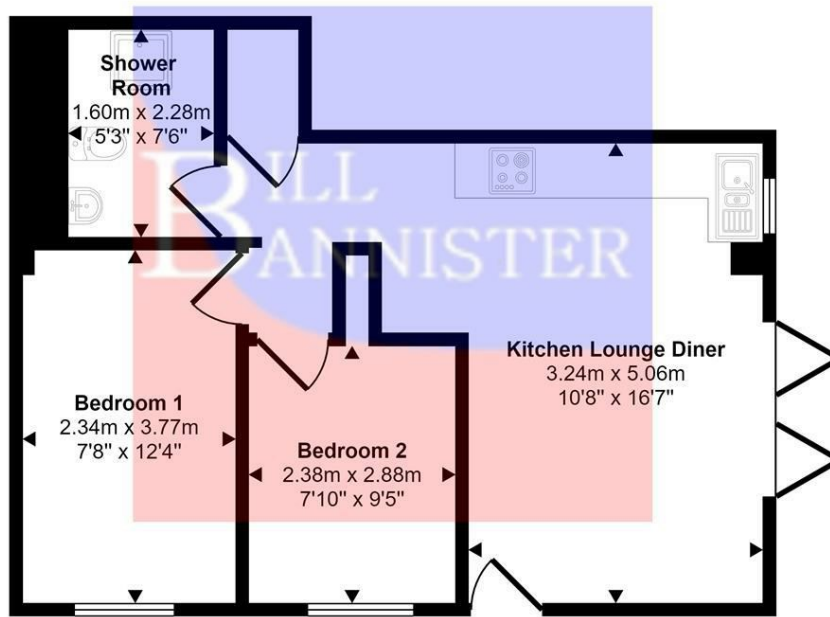 Shower
Room
1.60m x 2.28m
5'3" x 7'6"
BILL
BANNISTER
Kitchen Lounge Diner
3.24m x 5.06m
10'8" x 16'7"
Bedroom 1
2.34m x 3.77m
7'8" x 12'4"
Bedroom 2
2.38m x 2.88m
7'10" x 9'5"